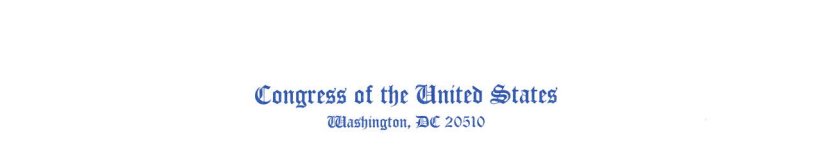 Congress of the United States
Washington, DC 20510